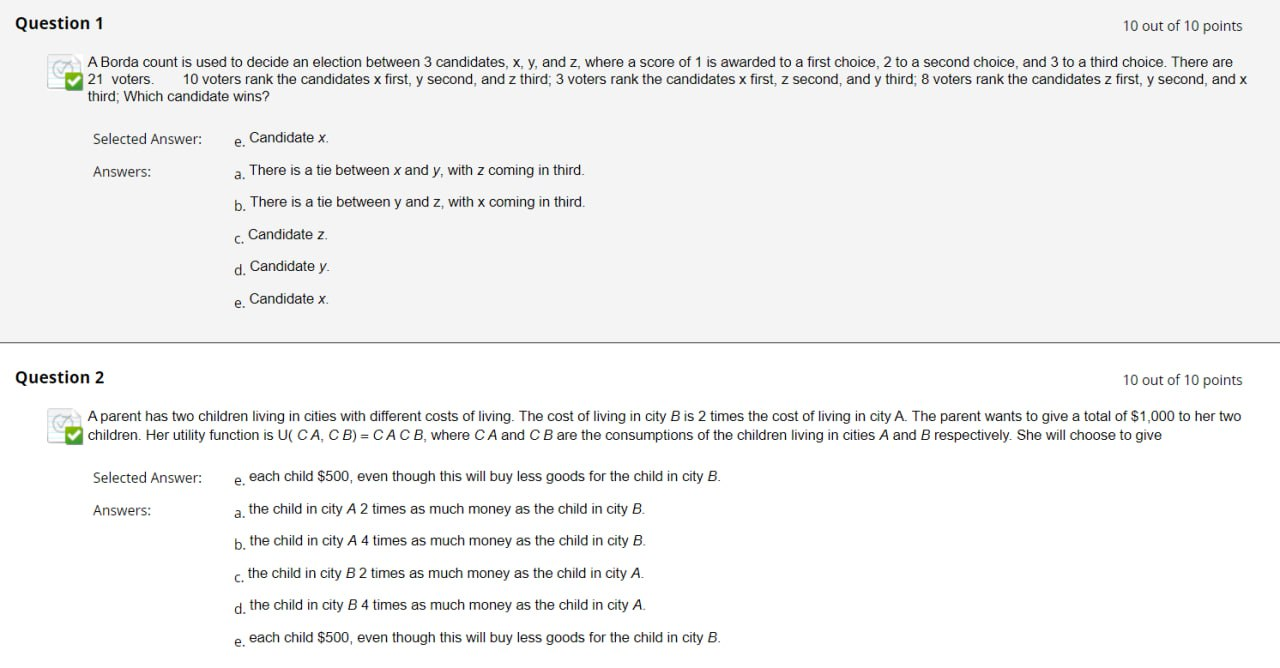 Question 1
10 out of 10 points
A Borda count is used to decide an election between 3 candidates, x, y, and z, where a score of 1 is awarded to a first choice, 2 to a second choice, and 3 to a third choice. There are
21 voters. 10 voters rank the candidates x first, y second, and z third; 3 voters rank the candidates x first, z second, and y third; 8 voters rank the candidates z first, y second, and x
third; Which candidate wins?
Selected Answer: e. Candidate x.
Answers: a. There is a tie between x and y, with z coming in third.
b. There is a tie between y and z, with x coming in third.
c. Candidate z.
d. Candidate y.
e. Candidate x.
Question 2
10 out of 10 points
A parent has two children living in cities with different costs of living. The cost of living in city B is 2 times the cost of living in city A. The parent wants to give a total of $1,000 to her two
children. Her utility function is U( C A, C B) = C A C B, where C A and C B are the consumptions of the children living in cities A and B respectively. She will choose to give
Selected Answer: e. each child $500, even though this will buy less goods for the child in city B.
Answers: a. the child in city A 2 times as much money as the child in city B.
b. the child in city A 4 times as much money as the child in city B.
c. the child in city B 2 times as much money as the child in city A.
d. the child in city B 4 times as much money as the child in city A.
e. each child $500, even though this will buy less goods for the child in city B.